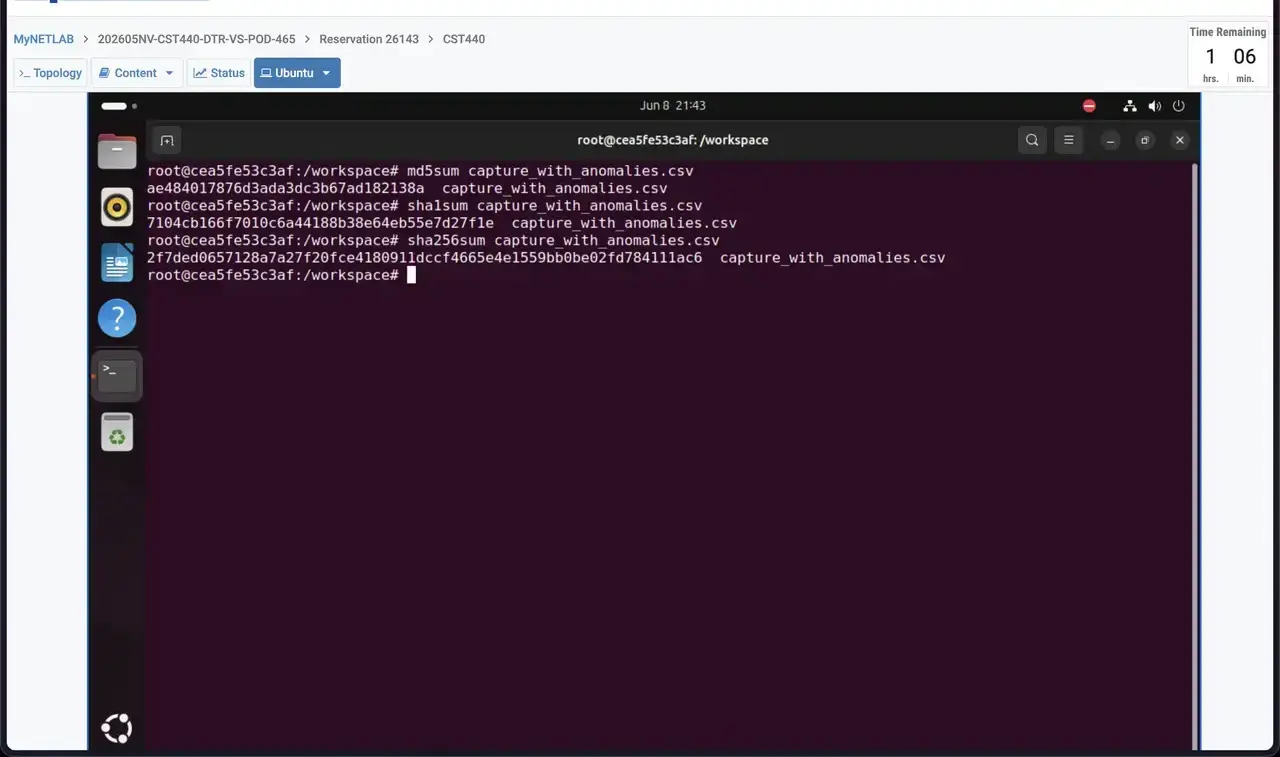 MyNETLAB > 202605NV-CST440-DTR-VS-POD-465 > Reservation 26143 > CST440
Time Remaining
1 06
hrs. min.
>_ Topology Content Status Ubuntu
Jun 8 21:43
root@cea5fe53c3af: /workspace
root@cea5fe53c3af:/workspace# md5sum capture_with_anomalies.csv
ae484017876d3ada3dc3b67ad182138a  capture_with_anomalies.csv
root@cea5fe53c3af:/workspace# sha1sum capture_with_anomalies.csv
7104cb166f7010c6a44188b38e64eb55e7d27f1e  capture_with_anomalies.csv
root@cea5fe53c3af:/workspace# sha256sum capture_with_anomalies.csv
2f7ded0657128a7a27f20fce4180911dccf4665e4e1559bb0be02fd784111ac6  capture_with_anomalies.csv
root@cea5fe53c3af:/workspace#